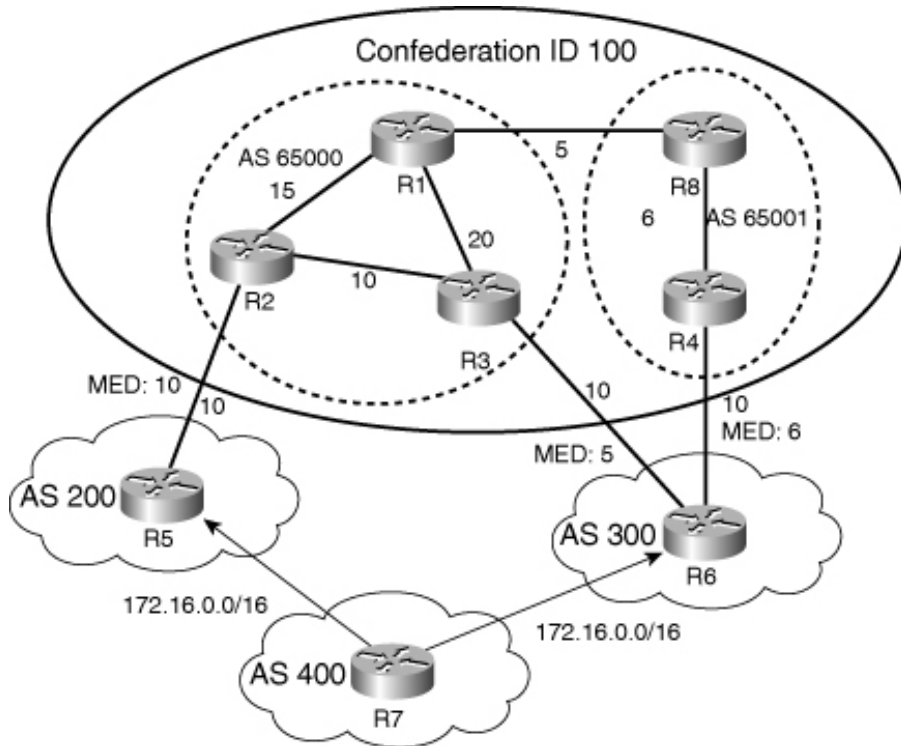 Confederation ID 100
AS 65000
R1
5
R8
15
6
AS 65001
20
R2
10
R3
R4
MED: 10
10
10
10
MED: 5
MED: 6
AS 200
R5
AS 300
R6
172.16.0.0/16
172.16.0.0/16
AS 400
R7